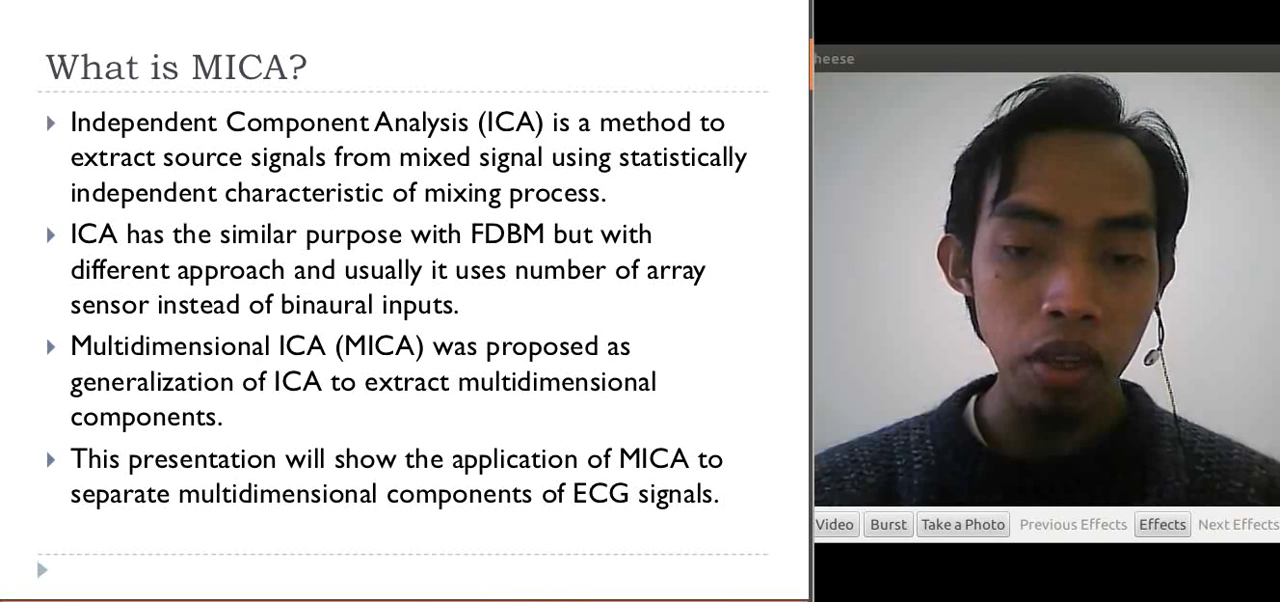 What is MICA?
Independent Component Analysis (ICA) is a method to
extract source signals from mixed signal using statistically
independent characteristic of mixing process.
ICA has the similar purpose with FDBM but with
different approach and usually it uses number of array
sensor instead of binaural inputs.
Multidimensional ICA (MICA) was proposed as
generalization of ICA to extract multidimensional
components.
This presentation will show the application of MICA to
separate multidimensional components of ECG signals.
heese
Video Burst Take a Photo Previous Effects Effects Next Effects